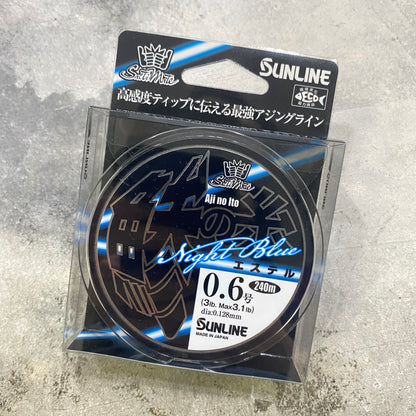 SaltiMate
SUNLINE
ECO
高感度ティップに伝える最強アジングライン
SaltiMate
Aji no Ito
Night Blue
エステル
0.6号
240m
(3lb. Max3.1lb)
dia:0.128mm
SUNLINE
MADE IN JAPAN